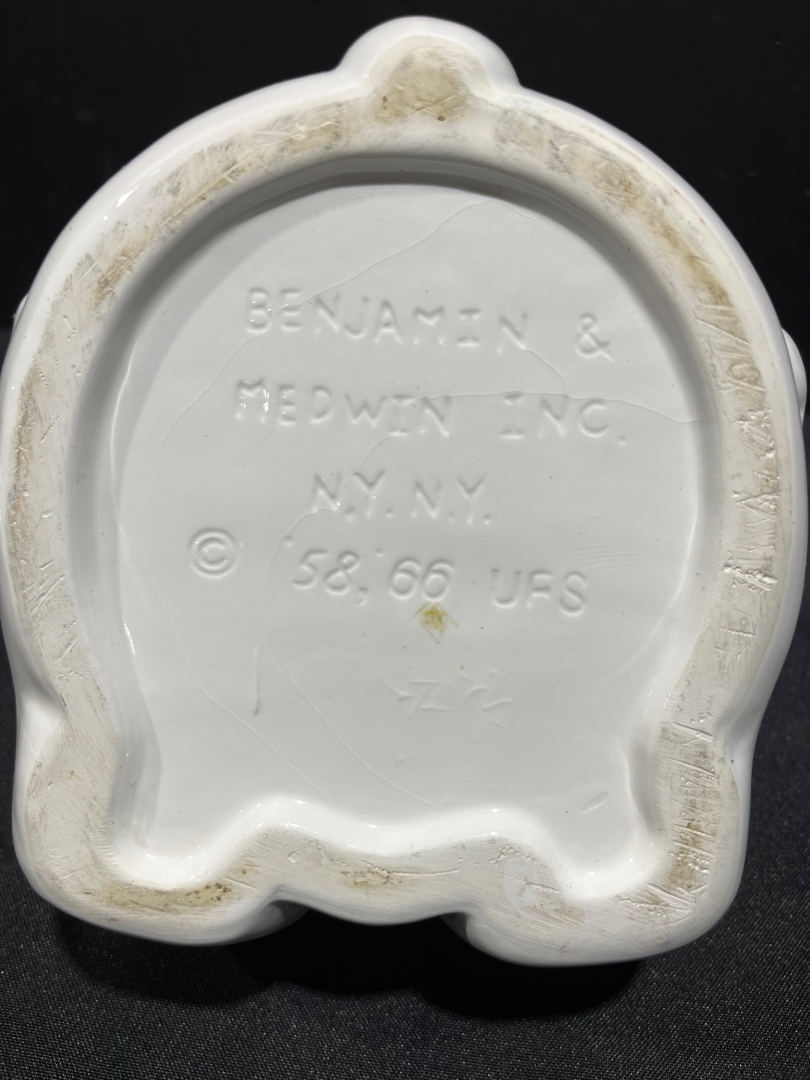 BENJAMIN &
MEDWIN INC.
N.Y. N.Y.
© '58, '66 UFS